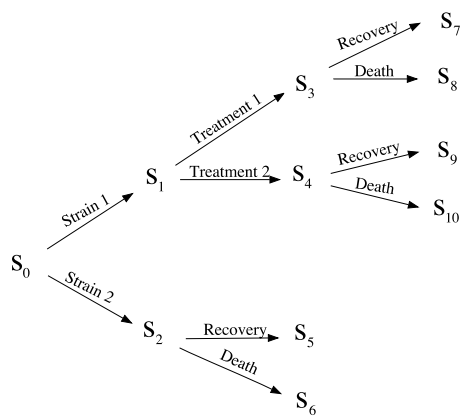 Recovery
S7
Death
S8
S3
Treatment 1
Recovery
S9
S1
Treatment 2
S4
Death
S10
Strain 1
S0
Strain 2
S2
Recovery
S5
Death
S6